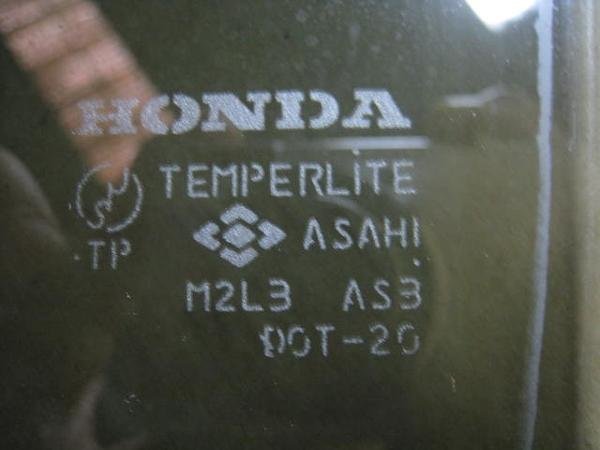 HONDA
TEMPERLITE
TP
ASAHI
M2L3 AS3
DOT-20